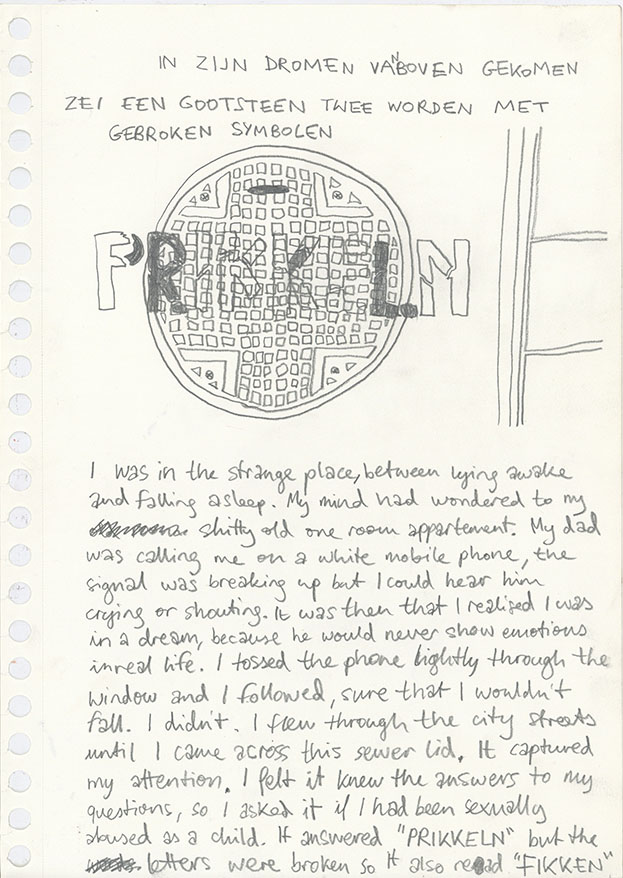 IN ZIJN DROMEN VAN BOVEN GEKOMEN
ZEI EEN GOOTSTEEN TWEE WORDEN MET
GEBROKEN SYMBOLEN
PRIKKELN
I was in the strange place, between lying awake
and falling asleep. My mind had wondered to my
shitty old one room appartement. My dad
was calling me on a white mobile phone, the
signal was breaking up but I could hear him
crying or shouting. It was then that I realised I was
in a dream, because he would never show emotions
in real life. I tossed the phone lightly through the
window and I followed, sure that I wouldn't
fall. I didn't. I flew through the city streets
until I came across this sewer lid. It captured
my attention. I felt it knew the answers to my
questions, so I asked it if I had been sexually
abused as a child. It answered "PRIKKELN" but the
letters were broken so it also read "FIKKEN"